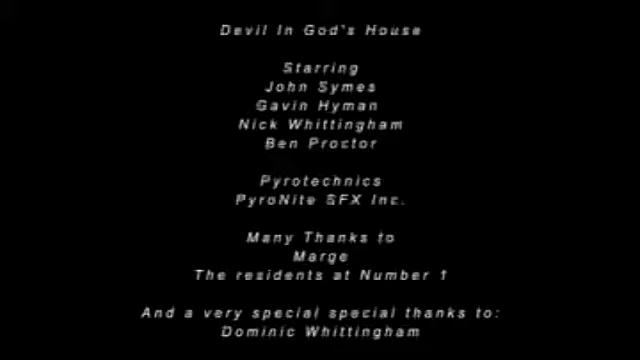 Devil In God's House
Starring
John Symes
Gavin Hyman
Nick Whittingham
Ben Proctor
Pyrotechnics
PyroNite SFX Inc.
Many Thanks to
Marge
The residents at Number 1
And a very special special thanks to:
Dominic Whittingham